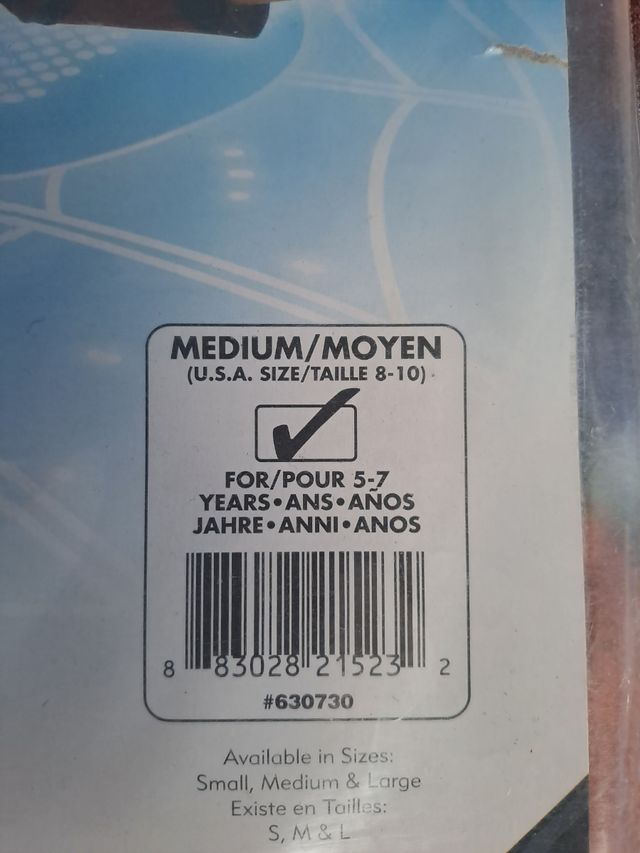 MEDIUM/MOYEN
(U.S.A. SIZE/TAILLE 8-10)
FOR/POUR 5-7
YEARS•ANS•AÑOS
JAHRE•ANNI•ANOS
8 83028 21523 2
#630730
Available in Sizes:
Small, Medium & Large
Existe en Tailles:
S, M & L